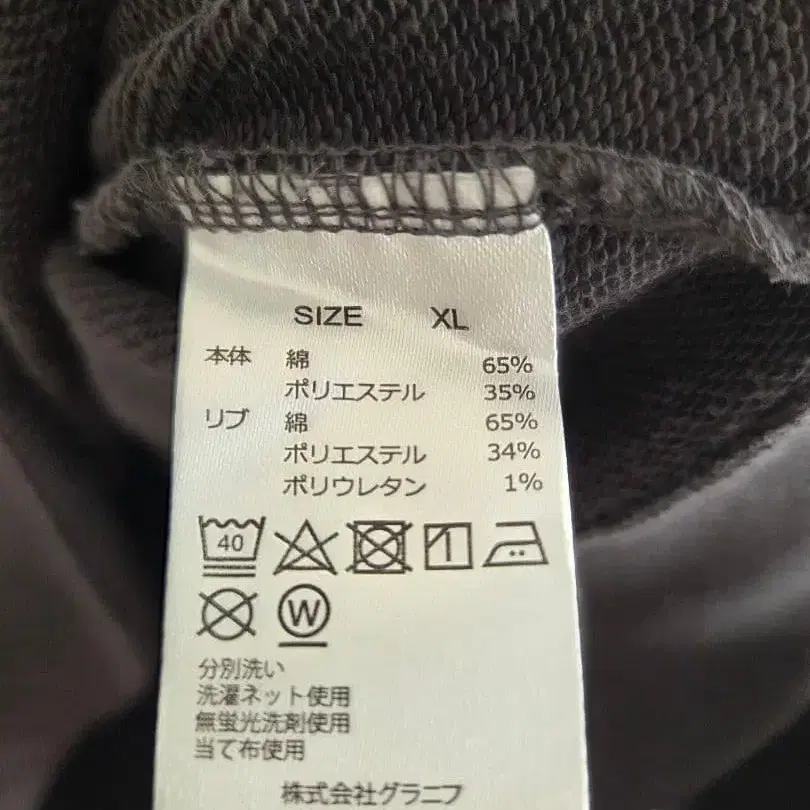 SIZE XL
本体 綿 65%
ポリエステル 35%
リブ 綿 65%
ポリエステル 34%
ポリウレタン 1%
40
W
分別洗い
洗濯ネット使用
無蛍光洗剤使用
当て布使用
株式会社グラニフ